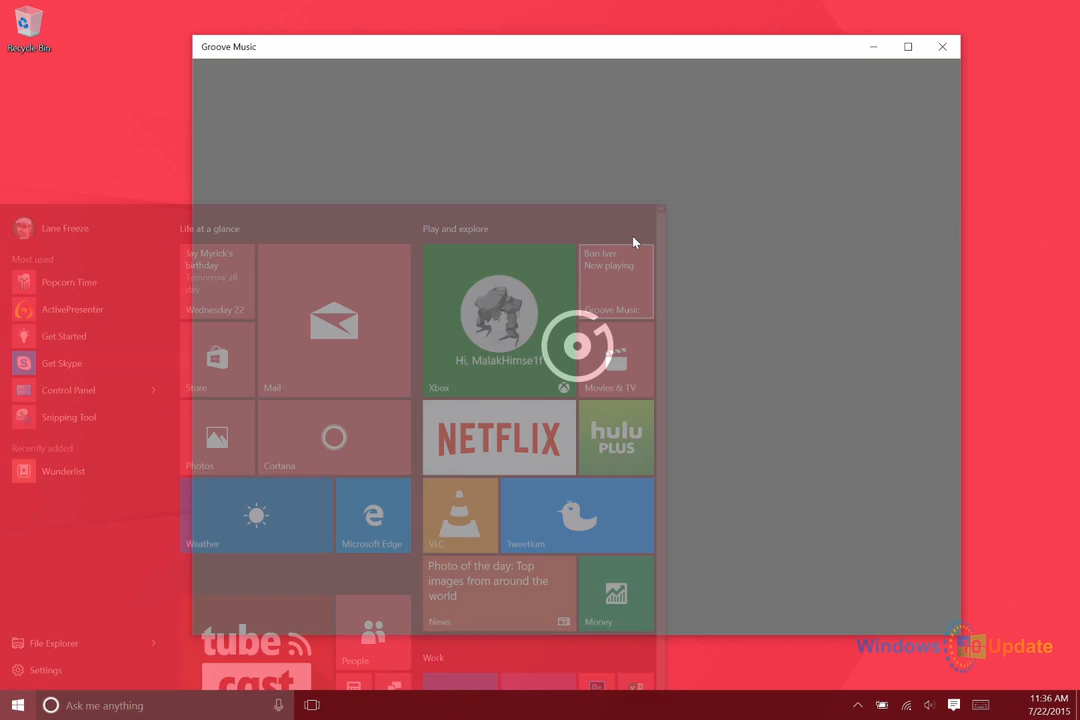 Recycle Bin
Groove Music
Lane Freeze
Most used
Popcorn Time
ActivePresenter
Get Started
Get Skype
Control Panel
Snipping Tool
Recently added
Wunderlist
File Explorer
Settings
Life at a glance
Jay Myrick's
birthday
Tomorrow all
day
Wednesday 22
Mail
Store
Photos
Cortana
Weather
Microsoft Edge
tube
cast
People
Play and explore
Hi, MalakHimse1f
Xbox
Bon Iver
Now playing
Groove Music
Movies & TV
NETFLIX
hulu
PLUS
VLC
Tweetium
Photo of the day: Top
images from around the
world
News
Money
Work
Windows 10 Update
Ask me anything
11:36 AM
7/22/2015